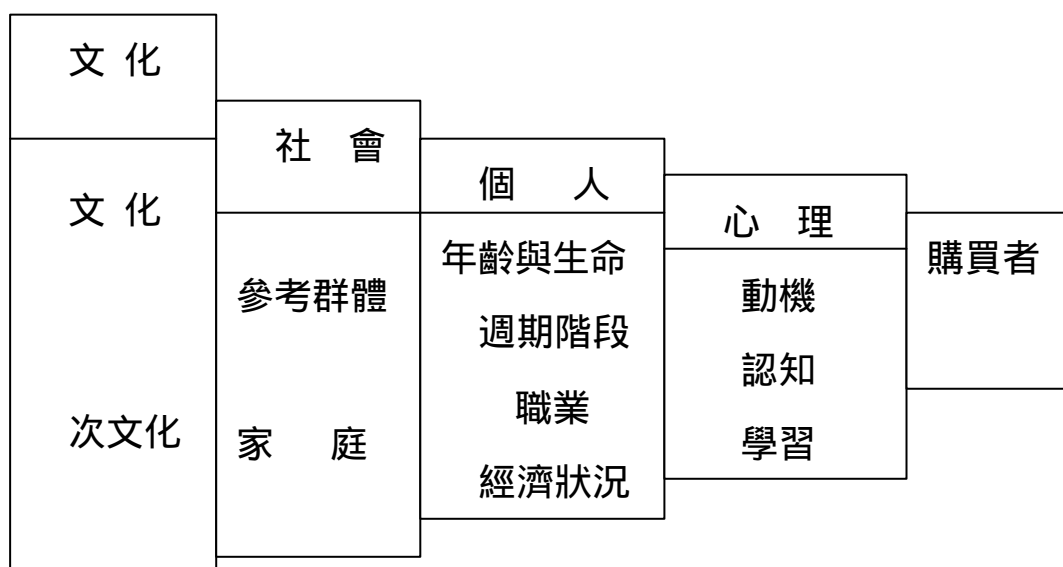 文 化
文 化
次文化
社 會
參考群體
家 庭
個 人
年齡與生命
週期階段
職業
經濟狀況
心 理
動機
認知
學習
購買者